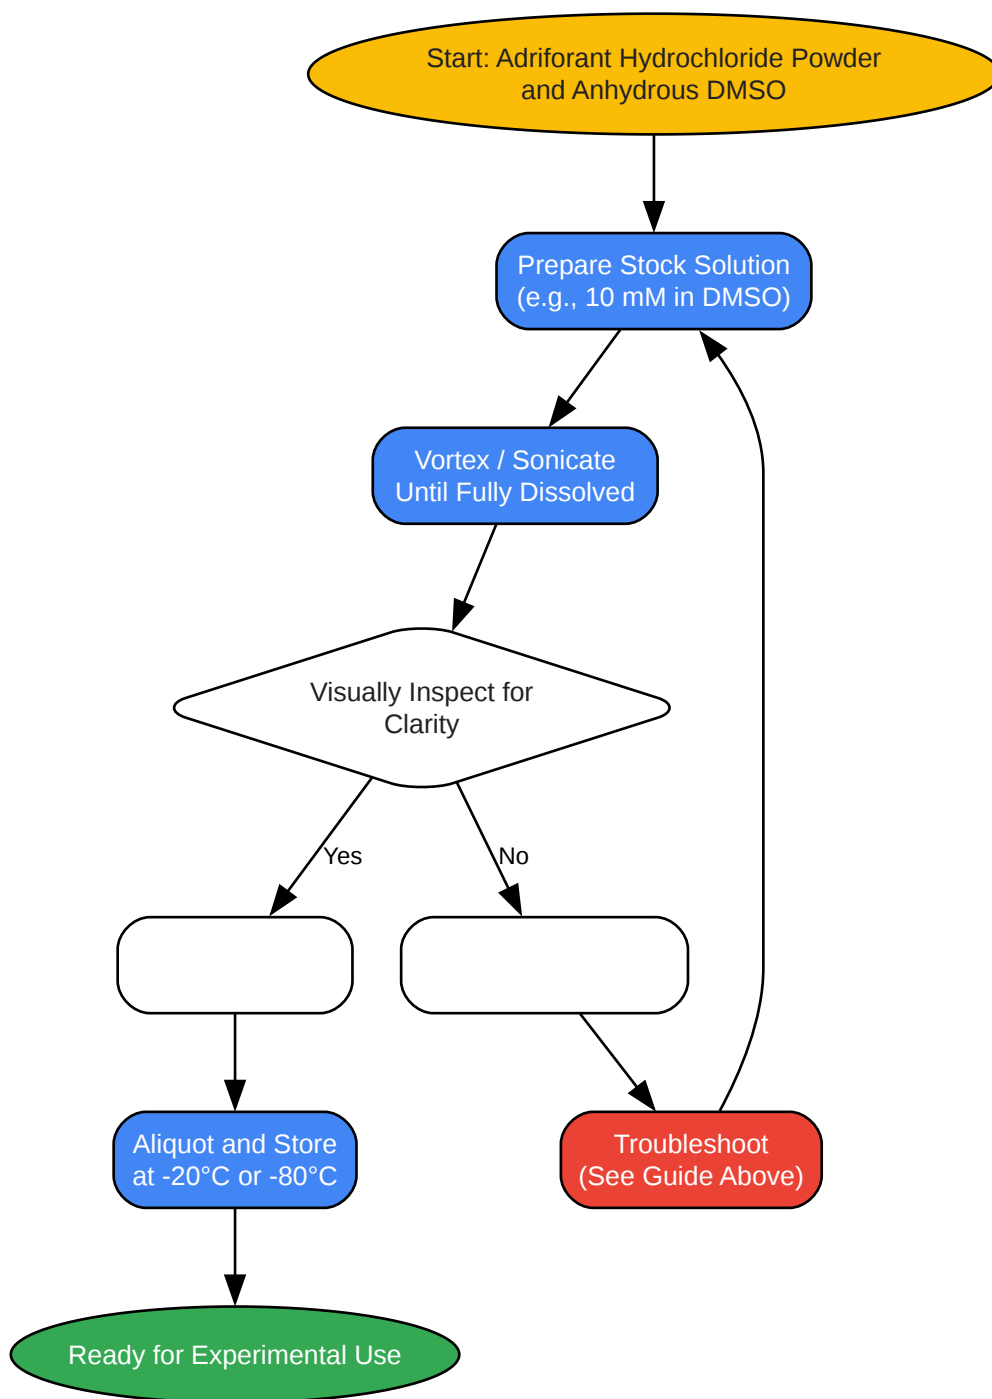 Start: Adriforant Hydrochloride Powder
and Anhydrous DMSO
Prepare Stock Solution
(e.g., 10 mM in DMSO)
Vortex / Sonicate
Until Fully Dissolved
Visually Inspect for
Clarity
Yes
No
Aliquot and Store
at -20°C or -80°C
Troubleshoot
(See Guide Above)
Ready for Experimental Use